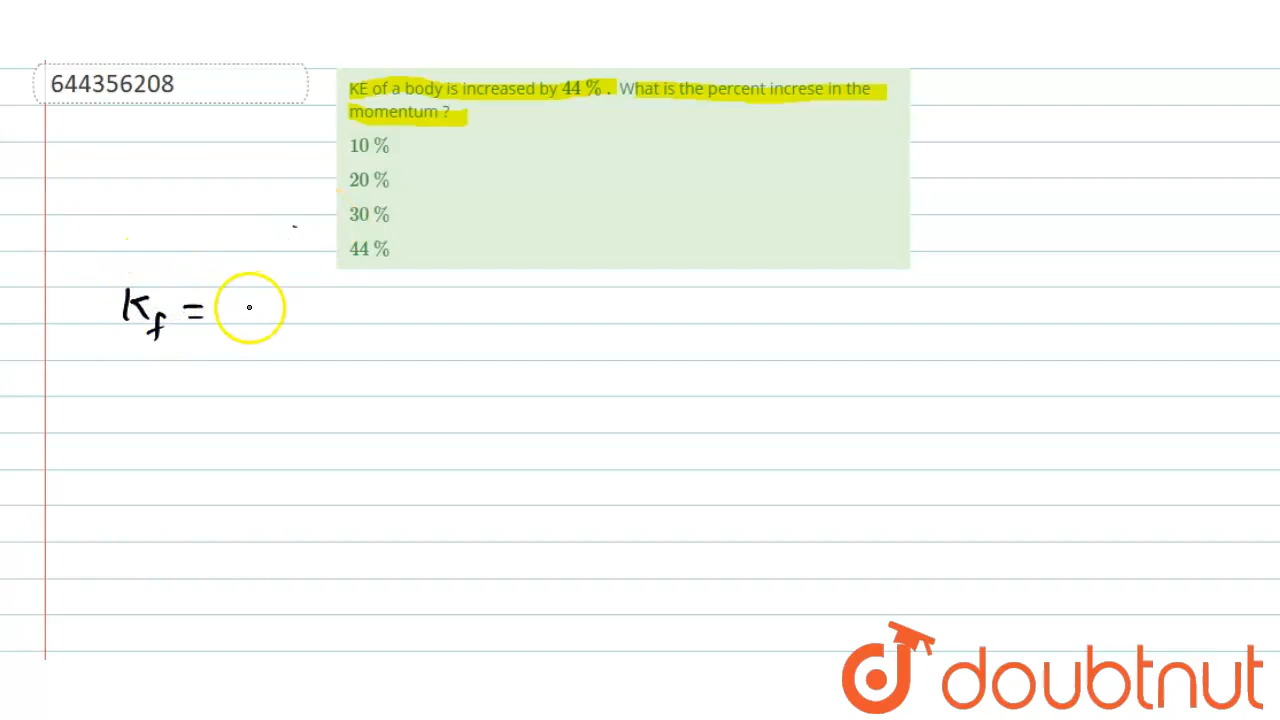 644356208
KE of a body is increased by 44 % . What is the percent increse in the
momentum ?
10 %
20 %
30 %
44 %
K_f =
doubtnut